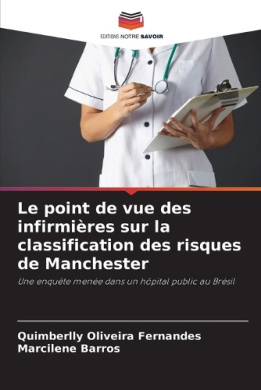 EDITIONS NOTRE SAVOIR
Le point de vue des
infirmières sur la
classification des risques
de Manchester
Une enquête menée dans un hôpital public au Brésil
Quimberlly Oliveira Fernandes
Marcilene Barros